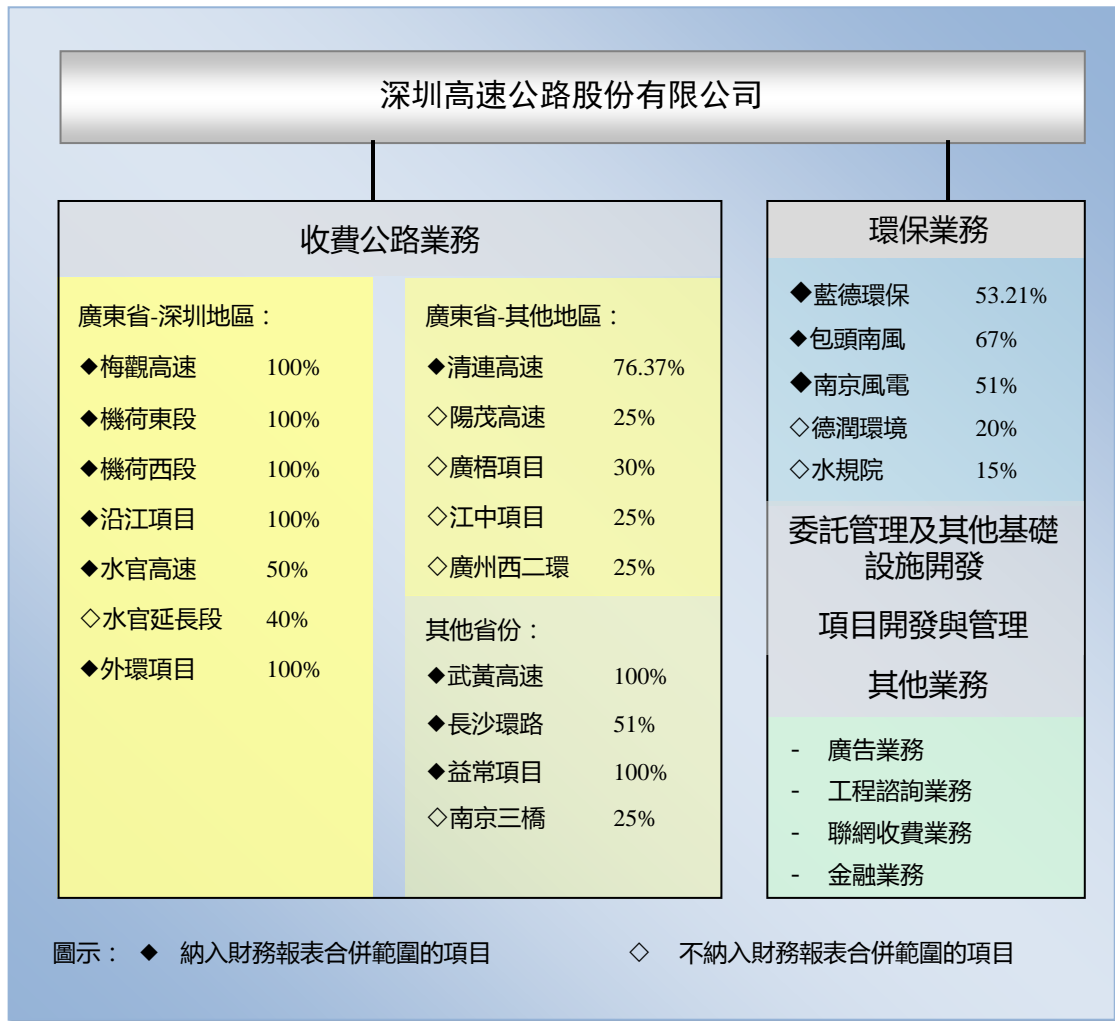 深圳高速公路股份有限公司
收費公路業務
廣東省-深圳地區：
◆梅觀高速 100%
◆機荷東段 100%
◆機荷西段 100%
◆沿江項目 100%
◆水官高速 50%
◇水官延長段 40%
◆外環項目 100%
廣東省-其他地區：
◆清連高速 76.37%
◇陽茂高速 25%
◇廣梧項目 30%
◇江中項目 25%
◇廣州西二環 25%
其他省份：
◆武黃高速 100%
◆長沙環路 51%
◆益常項目 100%
◇南京三橋 25%
環保業務
◆藍德環保 53.21%
◆包頭南風 67%
◆南京風電 51%
◇德潤環境 20%
◇水規院 15%
委託管理及其他基礎
設施開發
項目開發與管理
其他業務
- 廣告業務
- 工程諮詢業務
- 聯網收費業務
- 金融業務
圖示： ◆ 納入財務報表合併範圍的項目 ◇ 不納入財務報表合併範圍的項目